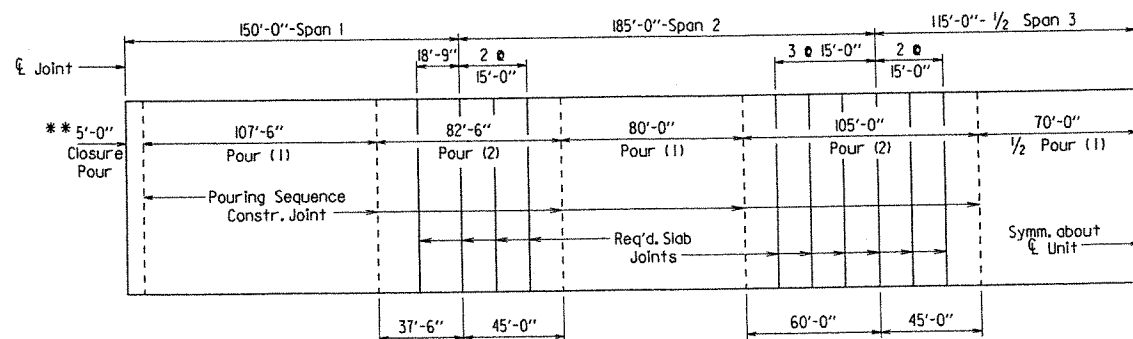 150'-0"-Span 1
185'-0"-Span 2
115'-0"- 1/2 Span 3
18'-9"
2 @
15'-0"
3 @ 15'-0"
2 @
15'-0"
℄ Joint
** 5'-0"
Closure
Pour
107'-6"
Pour (1)
82'-6"
Pour (2)
80'-0"
Pour (1)
105'-0"
Pour (2)
70'-0"
1/2 Pour (1)
Pouring Sequence
Constr. Joint
Req'd. Slab
Joints
Symm. about
℄ Unit
37'-6"
45'-0"
60'-0"
45'-0"